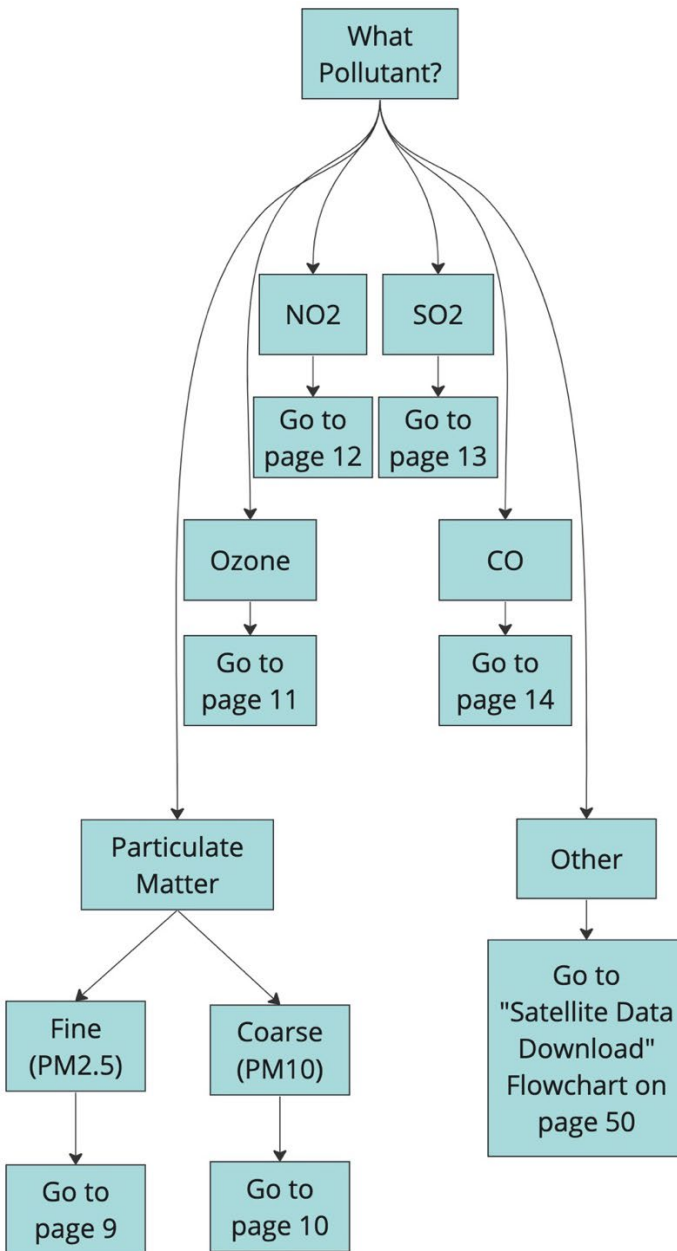 What
Pollutant?
NO2
SO2
Go to
page 12
Go to
page 13
Ozone
CO
Go to
page 11
Go to
page 14
Particulate
Matter
Other
Fine
(PM2.5)
Coarse
(PM10)
Go to
"Satellite Data
Download"
Flowchart on
page 50
Go to
page 9
Go to
page 10